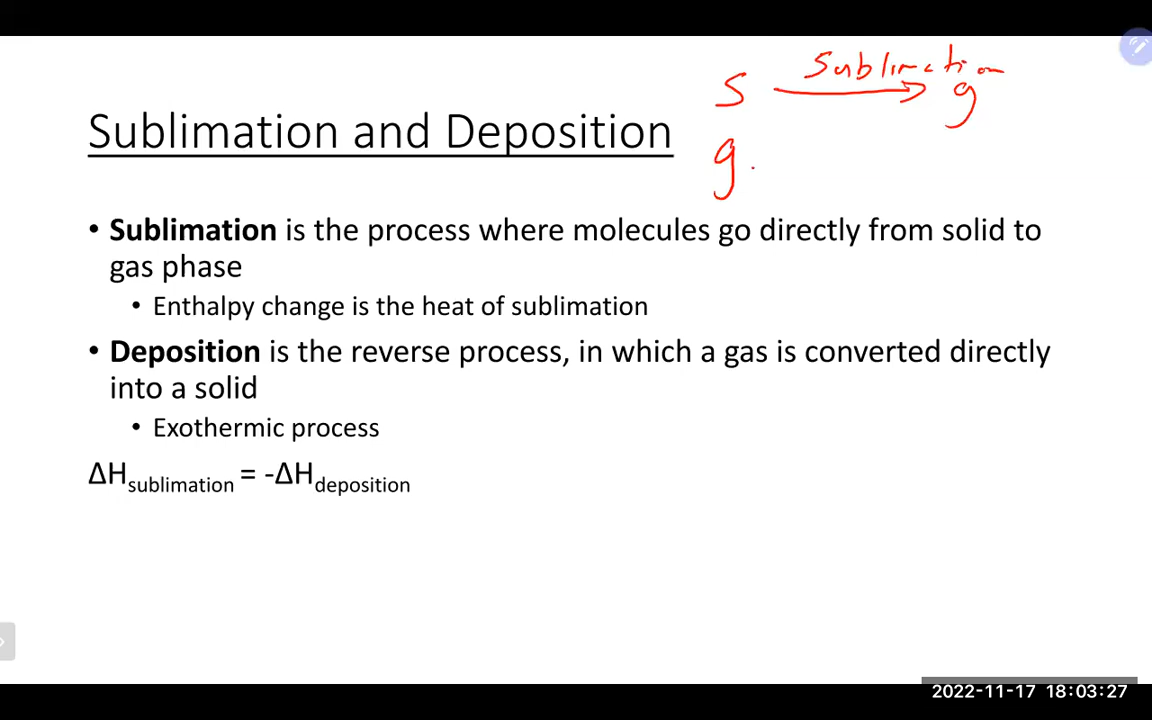 Sublimation
s → g
Sublimation and Deposition
g
• Sublimation is the process where molecules go directly from solid to
gas phase
• Enthalpy change is the heat of sublimation
• Deposition is the reverse process, in which a gas is converted directly
into a solid
• Exothermic process
ΔHsublimation = -ΔHdeposition
2022-11-17 18:03:27